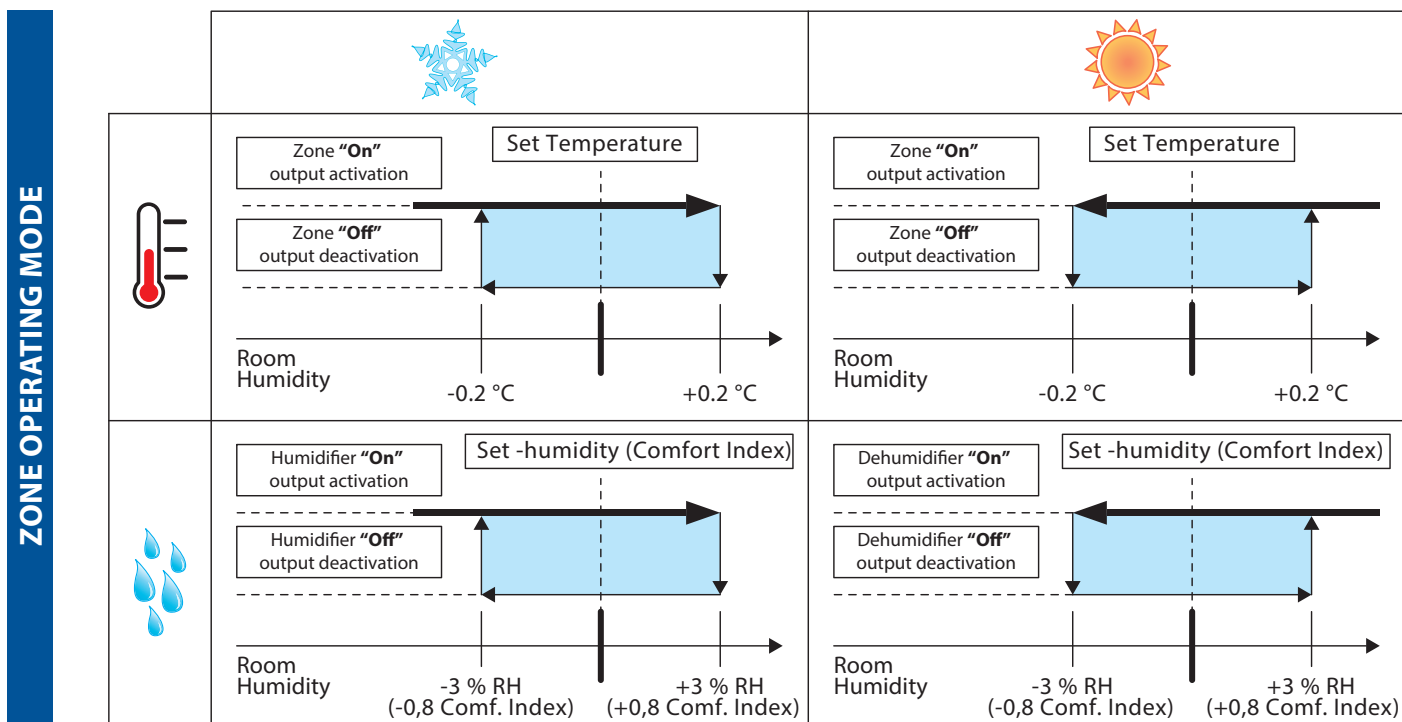 ZONE OPERATING MODE
Zone “On”
output activation
Set Temperature
Zone “Off”
output deactivation
Room
Humidity
-0.2 °C
+0.2 °C
Zone “On”
output activation
Set Temperature
Zone “Off”
output deactivation
Room
Humidity
-0.2 °C
+0.2 °C
Humidifier “On”
output activation
Set -humidity (Comfort Index)
Humidifier “Off”
output deactivation
Room
Humidity
-3 % RH
(-0,8 Comf. Index)
+3 % RH
(+0,8 Comf. Index)
Dehumidifier “On”
output activation
Set -humidity (Comfort Index)
Dehumidifier “Off”
output deactivation
Room
Humidity
-3 % RH
(-0,8 Comf. Index)
+3 % RH
(+0,8 Comf. Index)